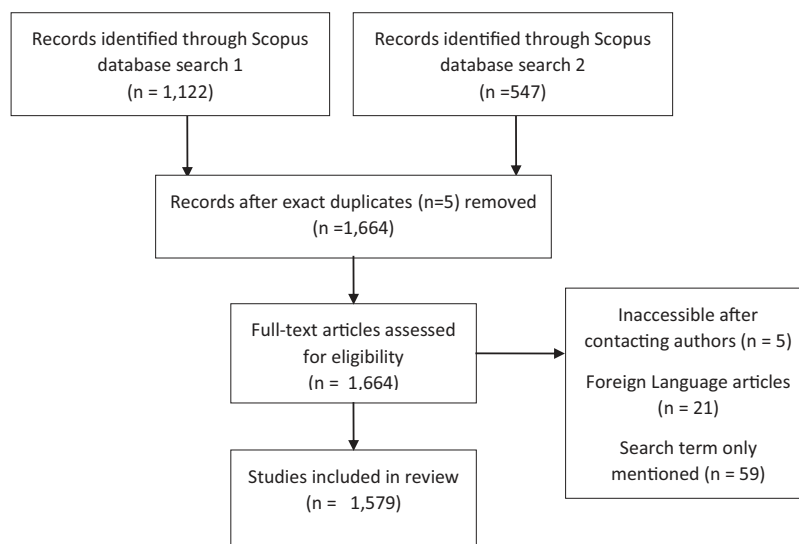 Records identified through Scopus
database search 1
(n = 1,122)
Records identified through Scopus
database search 2
(n =547)
Records after exact duplicates (n=5) removed
(n =1,664)
Full-text articles assessed
for eligibility
(n = 1,664)
Inaccessible after
contacting authors (n = 5)
Foreign Language articles
(n = 21)
Search term only
mentioned (n = 59)
Studies included in review
(n = 1,579)